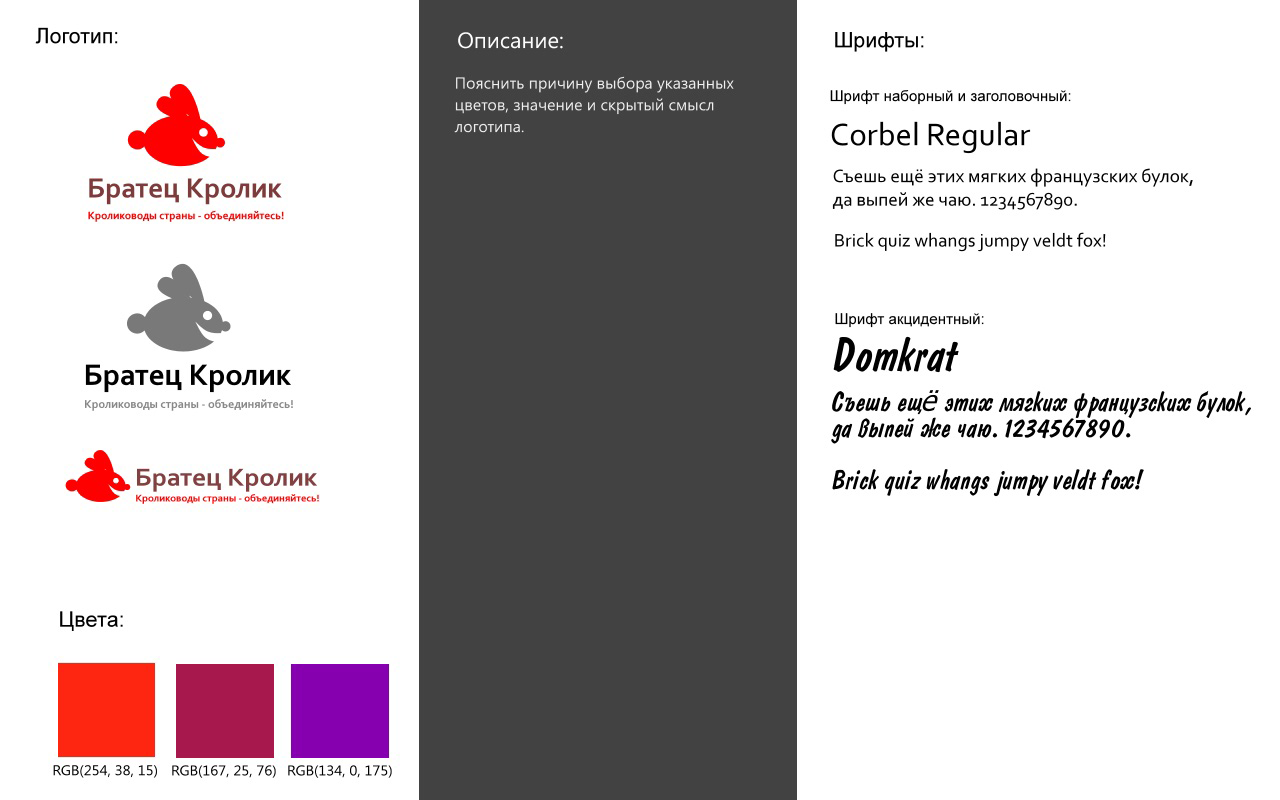 Логотип:
Братец Кролик
Кролиководы страны - объединяйтесь!
Братец Кролик
Кролиководы страны - объединяйтесь!
Братец Кролик
Кролиководы страны - объединяйтесь!
Цвета:
RGB(254, 38, 15)
RGB(167, 25, 76)
RGB(134, 0, 175)
Описание:
Пояснить причину выбора указанных
цветов, значение и скрытый смысл
логотипа.
Шрифты:
Шрифт наборный и заголовочный:
Corbel Regular
Съешь ещё этих мягких французских булок,
да выпей же чаю. 1234567890.
Brick quiz whangs jumpy veldt fox!
Шрифт акцидентный:
Domkrat
Съешь ещё этих мягких французских булок,
да выпей же чаю. 1234567890.
Brick quiz whangs jumpy veldt fox!